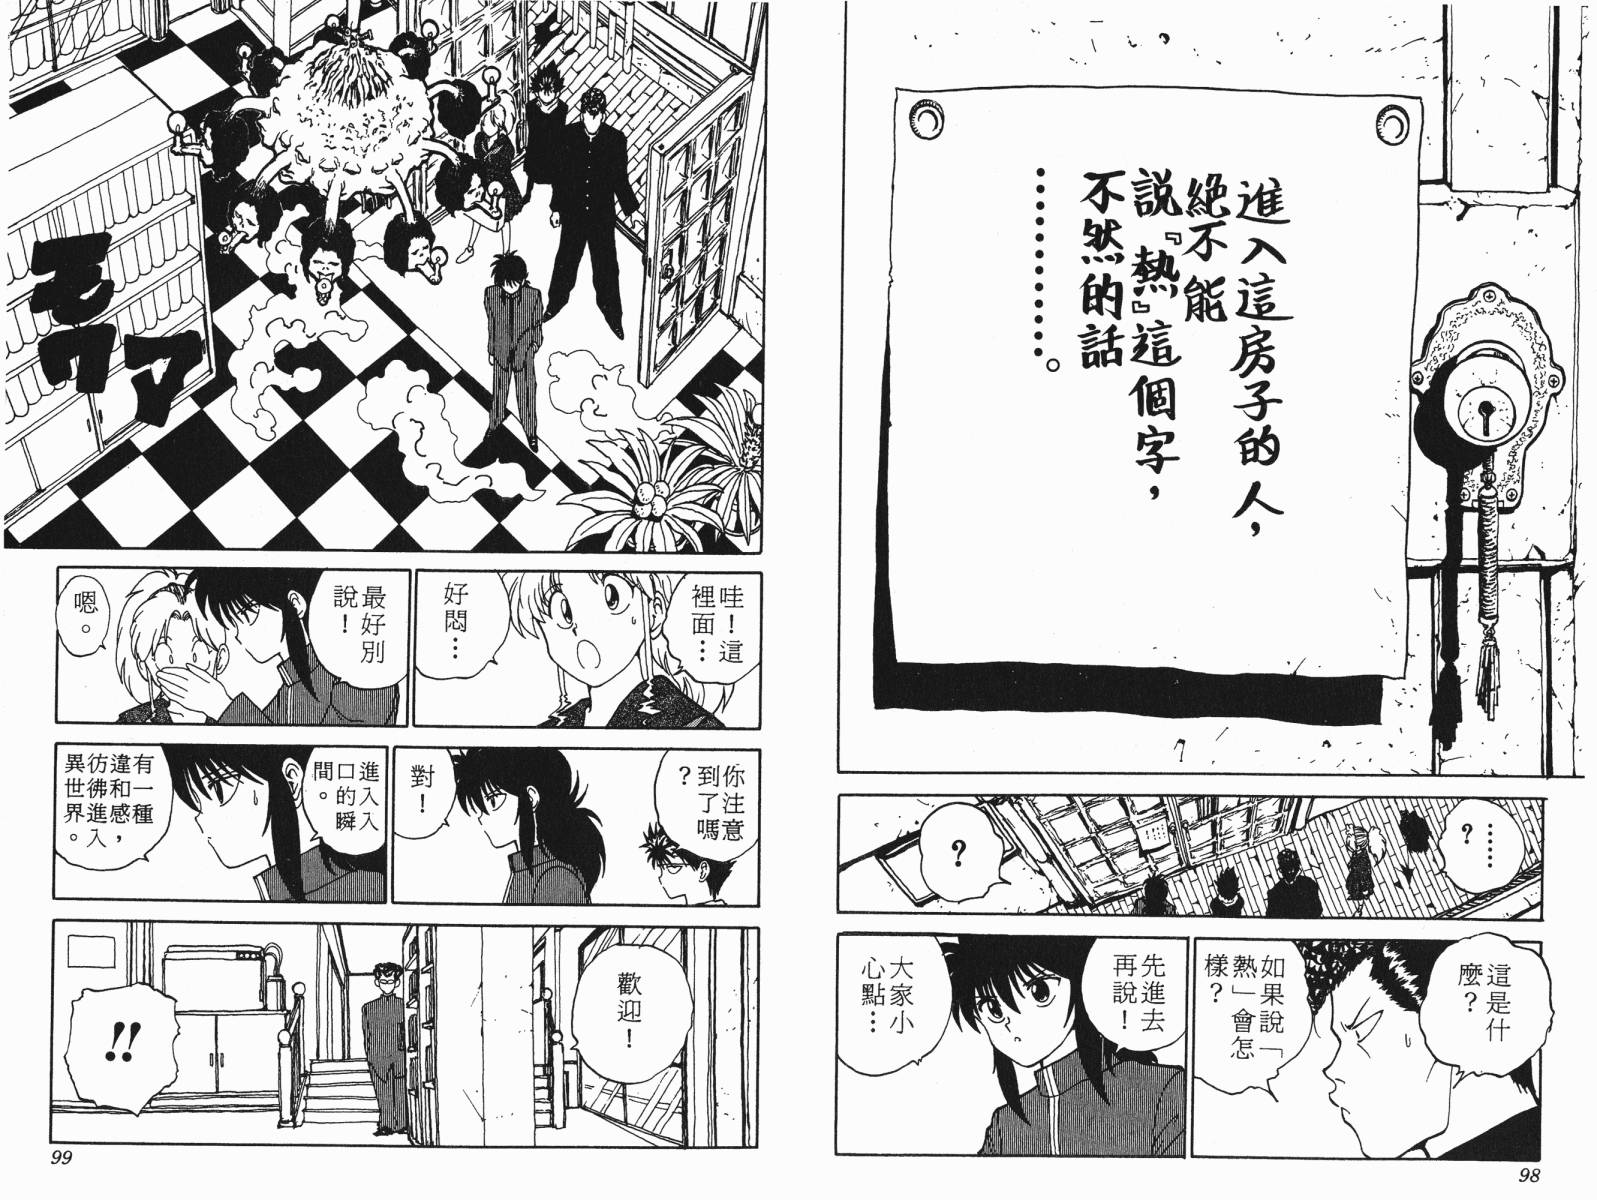 進入這房子的人，
絕不能
說『熱』這個字，
不然的話
…………。
……
？
？
這是什
麼？
如果說「
熱」會怎
樣？
先進去
再說！
大家小
心點…
98
モワァ
哇！這
裡面…
好悶…
最好別
說！
嗯。
你注意
到了嗎
？
對！
進入入
口的瞬
間。
有一種
違和感，
彷彿進入
異世界。
歡迎！
!!
99